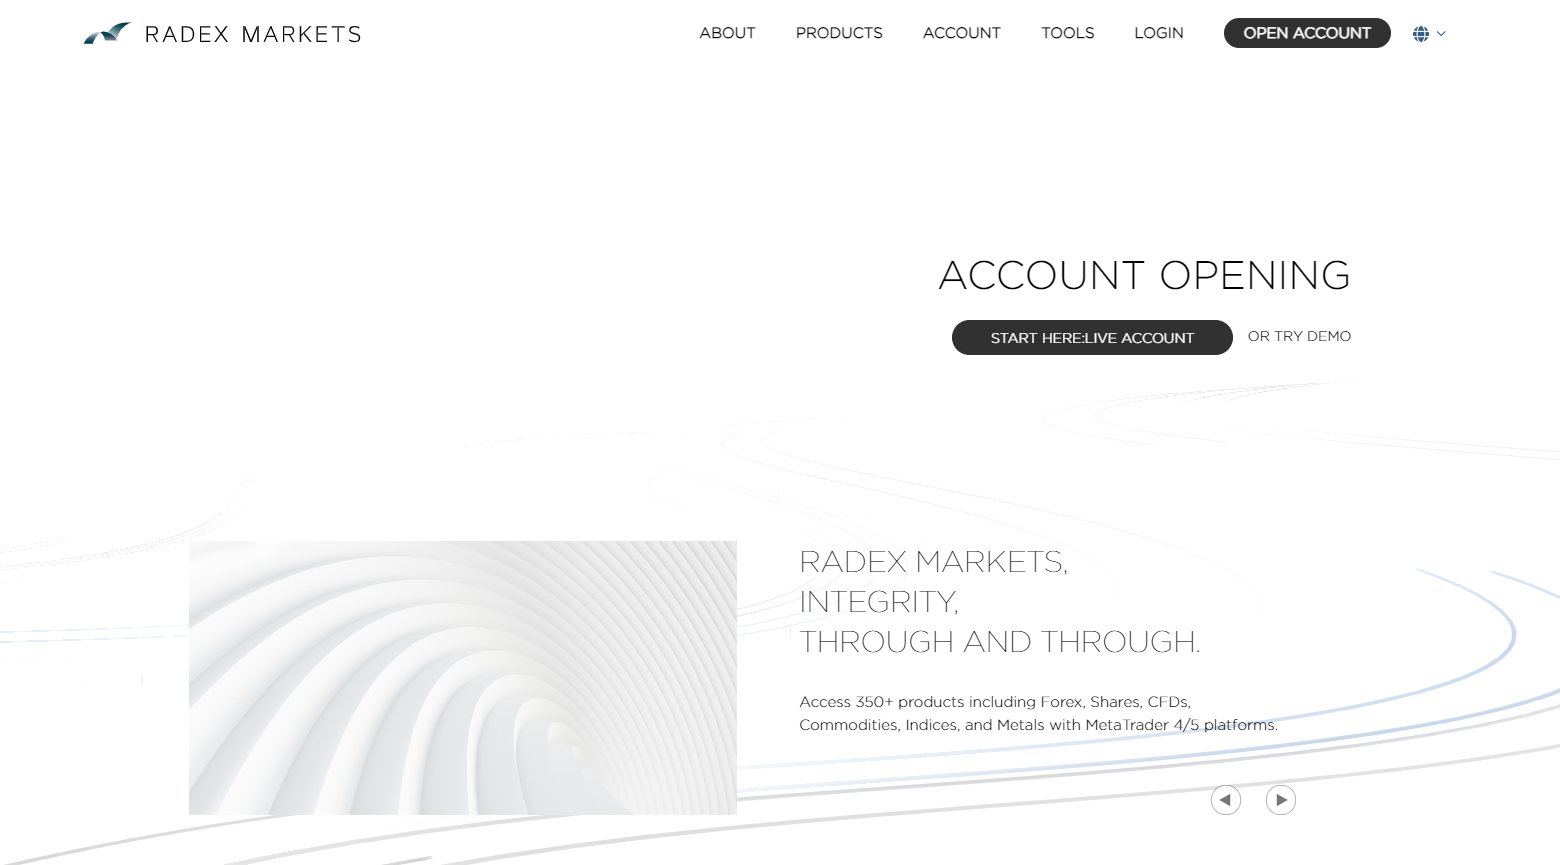 RADEX MARKETS
ABOUT
PRODUCTS
ACCOUNT
TOOLS
LOGIN
OPEN ACCOUNT
ACCOUNT OPENING
START HERE:LIVE ACCOUNT
OR TRY DEMO
RADEX MARKETS,
INTEGRITY,
THROUGH AND THROUGH.
Access 350+ products including Forex, Shares, CFDs,
Commodities, Indices, and Metals with MetaTrader 4/5 platforms.